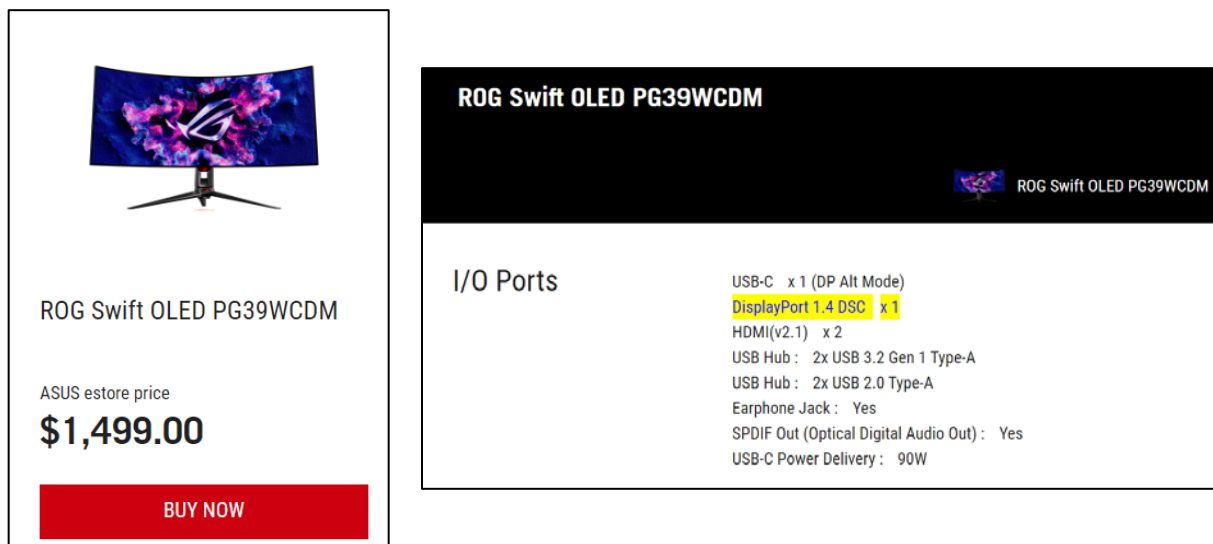 ROG Swift OLED PG39WCDM
ASUS estore price
$1,499.00
BUY NOW
ROG Swift OLED PG39WCDM
ROG Swift OLED PG39WCDM
I/O Ports
USB-C x 1 (DP Alt Mode)
DisplayPort 1.4 DSC x 1
HDMI(v2.1) x 2
USB Hub : 2x USB 3.2 Gen 1 Type-A
USB Hub : 2x USB 2.0 Type-A
Earphone Jack : Yes
SPDIF Out (Optical Digital Audio Out) : Yes
USB-C Power Delivery : 90W